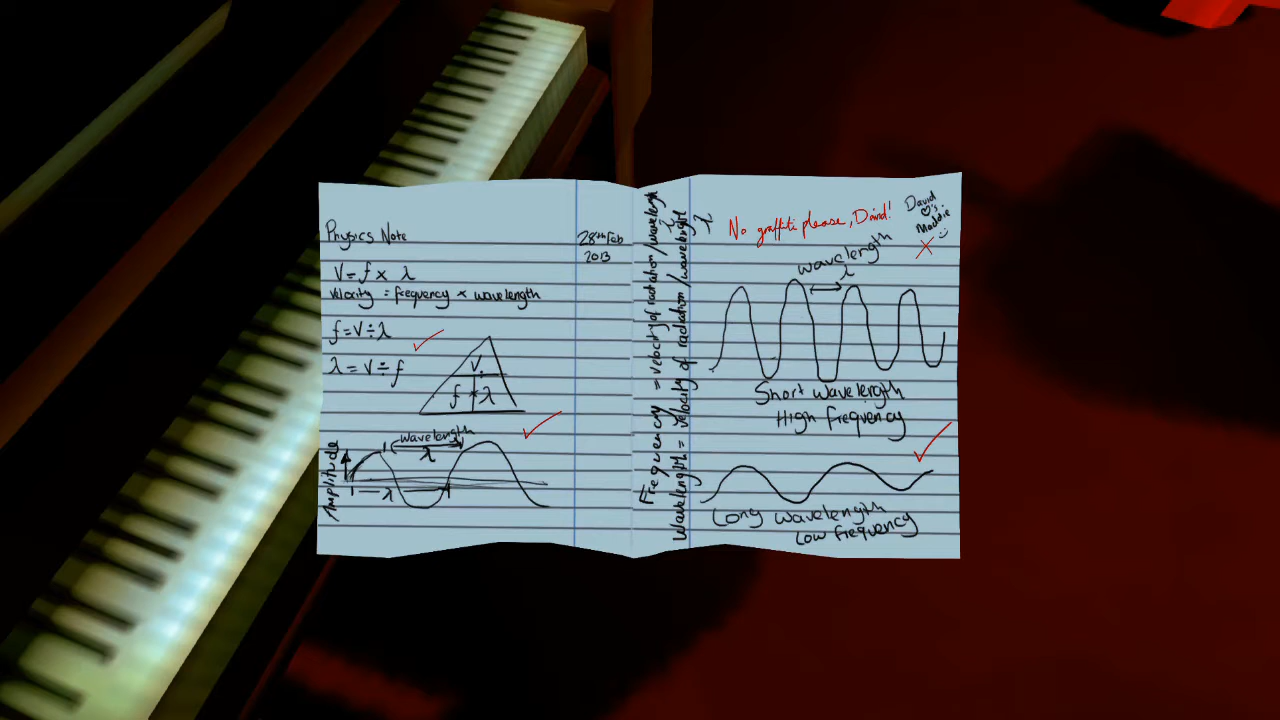 Physics Note
28th Feb
2013
V = f x λ
velocity = frequency x wavelength
f = V ÷ λ
λ = V ÷ f
V
f * λ
Amplitude
wavelength
λ
λ
Frequency = velocity of radiation / wavelength
λ
Wavelength = velocity of radiation / wavelength
λ
No graffiti please, David!
David
♡'s
Maddie
:)
X
wavelength
λ
Short wavelength
High frequency
Long wavelength
Low frequency